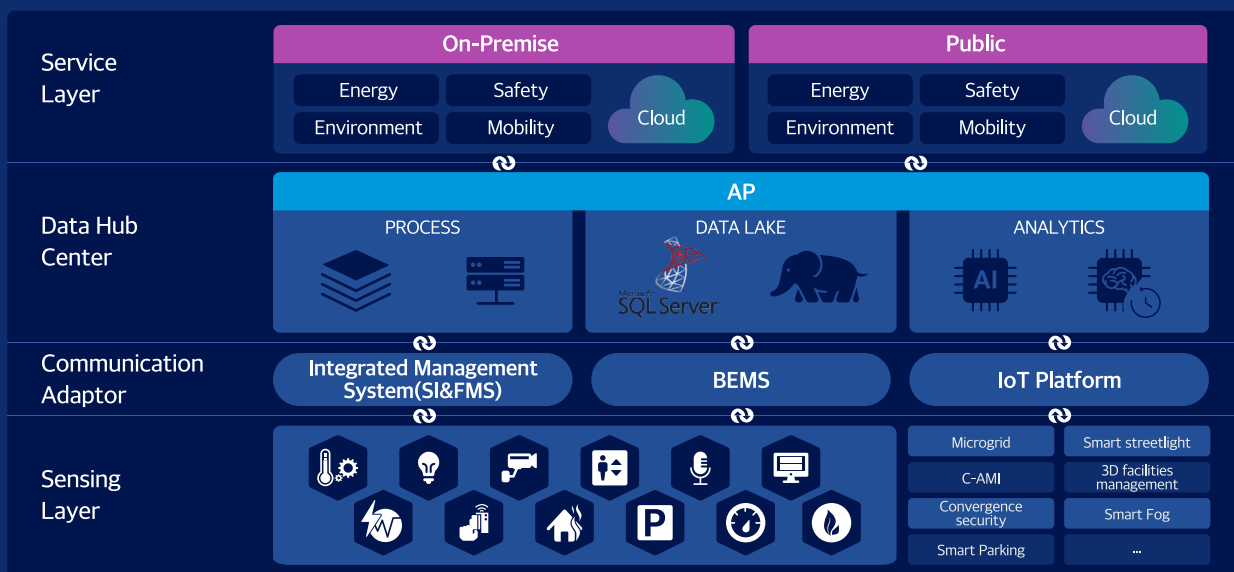 Service
Layer
On-Premise
Energy
Safety
Environment
Mobility
Cloud
Public
Energy
Safety
Environment
Mobility
Cloud
Data Hub
Center
AP
PROCESS
DATA LAKE
Microsoft
SQL Server
ANALYTICS
AI
Communication
Adaptor
Integrated Management
System(SI&FMS)
BEMS
IoT Platform
Sensing
Layer
P
Microgrid
Smart streetlight
C-AMI
3D facilities
management
Convergence
security
Smart Fog
Smart Parking
...